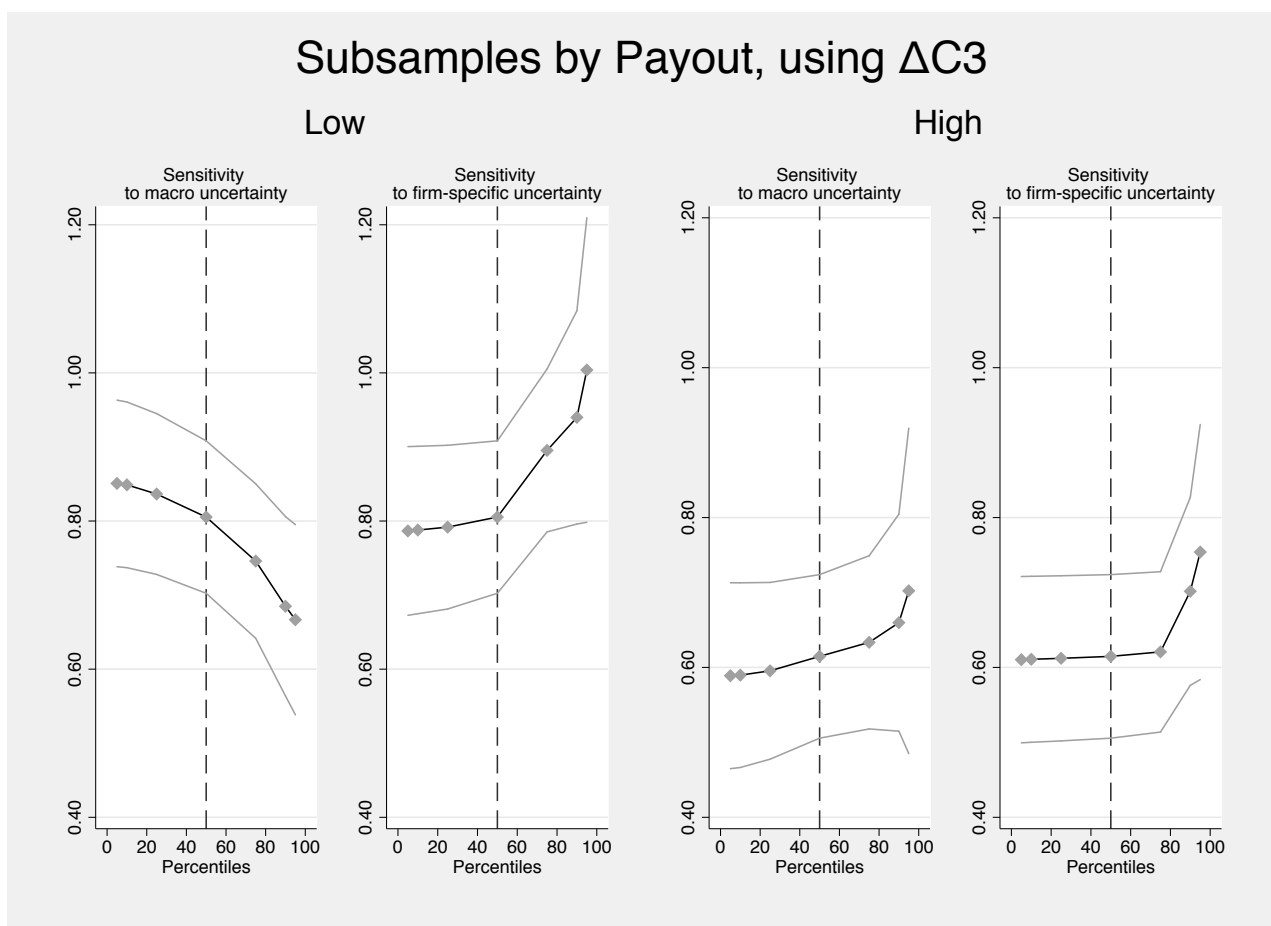 Subsamples by Payout, using ΔC3
Low
High
Sensitivity
to macro uncertainty
1.20
1.00
0.80
0.60
0.40
0 20 40 60 80 100
Percentiles
Sensitivity
to firm-specific uncertainty
1.20
1.00
0.80
0.60
0.40
0 20 40 60 80 100
Percentiles
Sensitivity
to macro uncertainty
1.20
1.00
0.80
0.60
0.40
0 20 40 60 80 100
Percentiles
Sensitivity
to firm-specific uncertainty
1.20
1.00
0.80
0.60
0.40
0 20 40 60 80 100
Percentiles